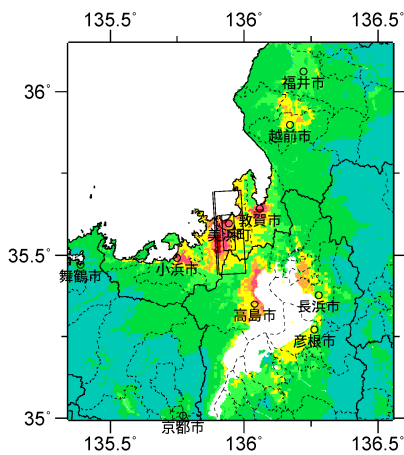 135.5° 136° 136.5°
36°
福井市
越前市
敦賀市
美浜町
35.5°
小浜市
舞鶴市
高島市
長浜市
彦根市
35°
京都市
135.5° 136° 136.5°